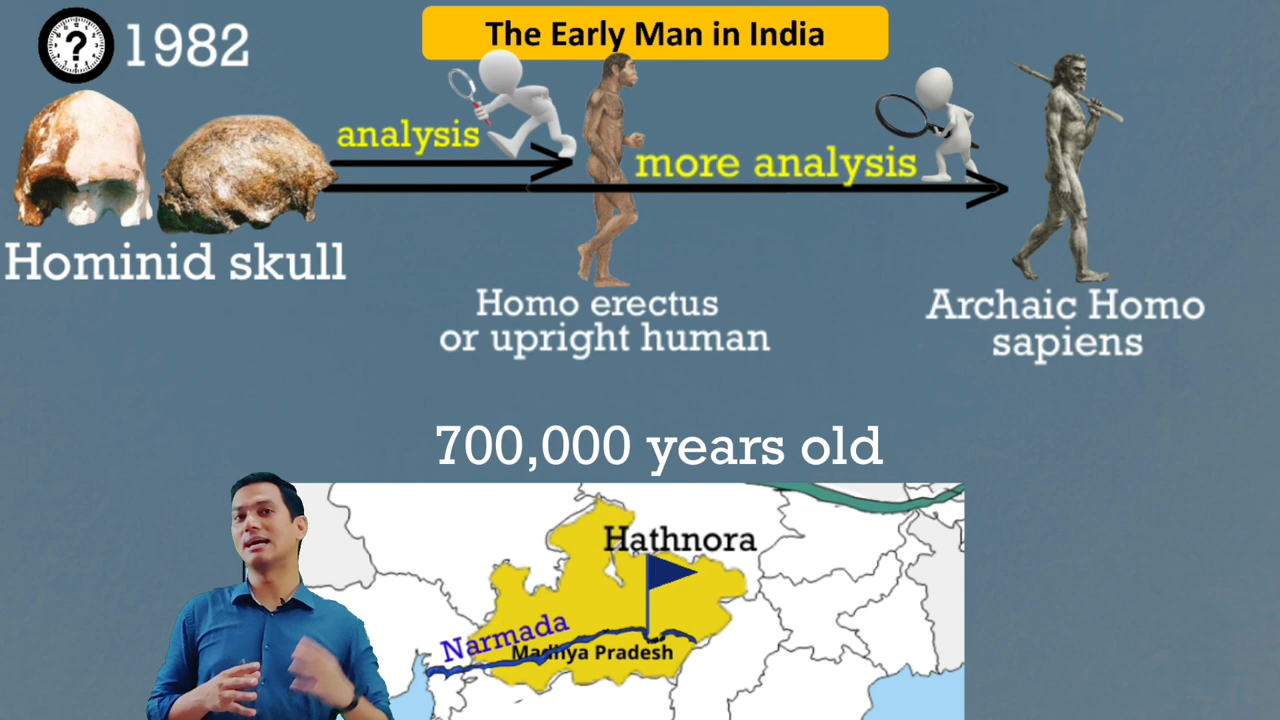 The Early Man in India
? 1982
analysis
more analysis
Hominid skull
Homo erectus
or upright human
Archaic Homo
sapiens
700,000 years old
Hathnora
Narmada
Madhya Pradesh